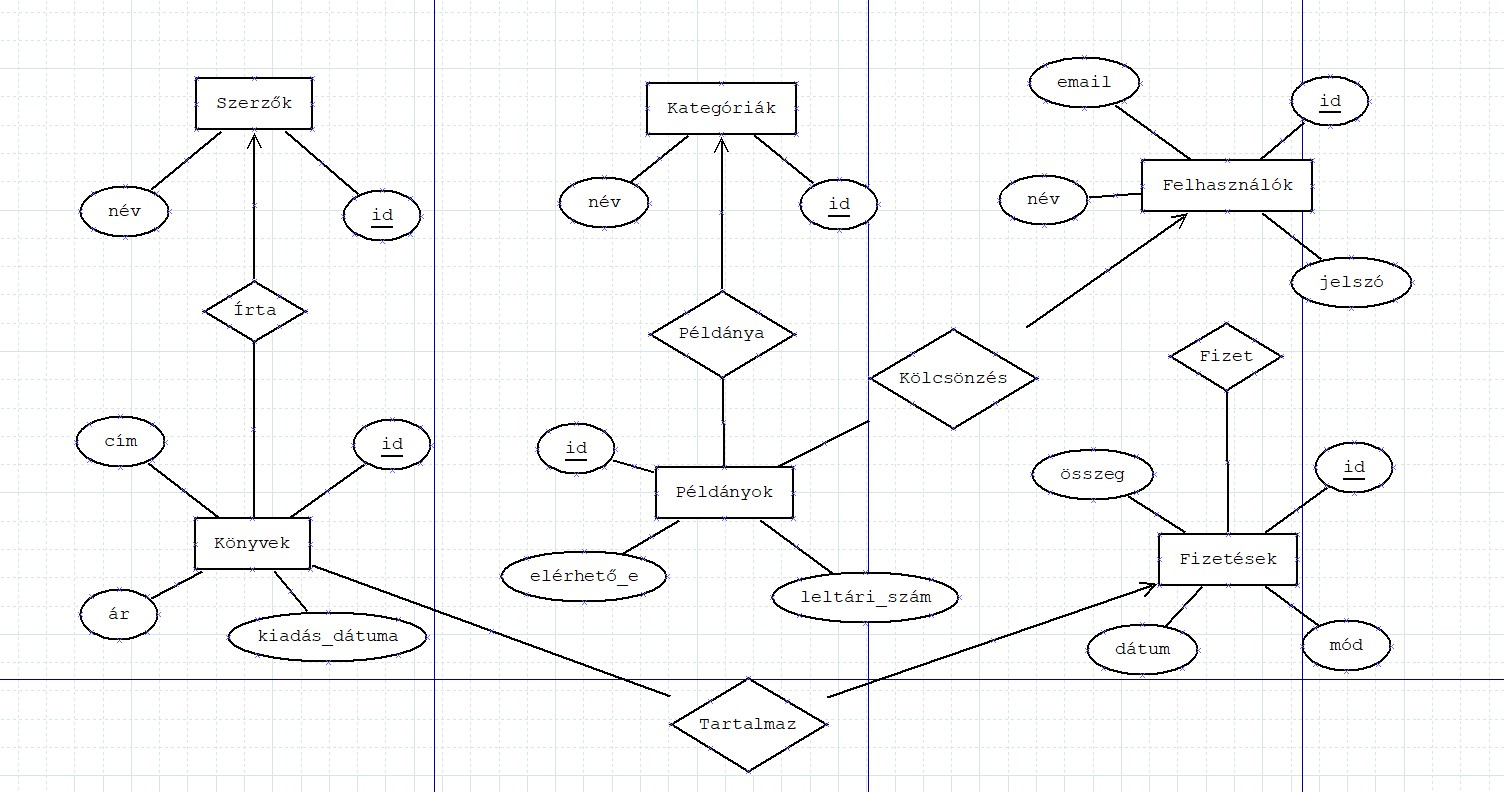 Szerzők
név
id
Írta
cím
id
Könyvek
ár
kiadás_dátuma
Kategóriák
név
id
Példánya
id
Példányok
elérhető_e
leltári_szám
Kölcsönzés
email
id
Felhasználók
név
jelszó
Fizet
összeg
id
Fizetések
dátum
mód
Tartalmaz